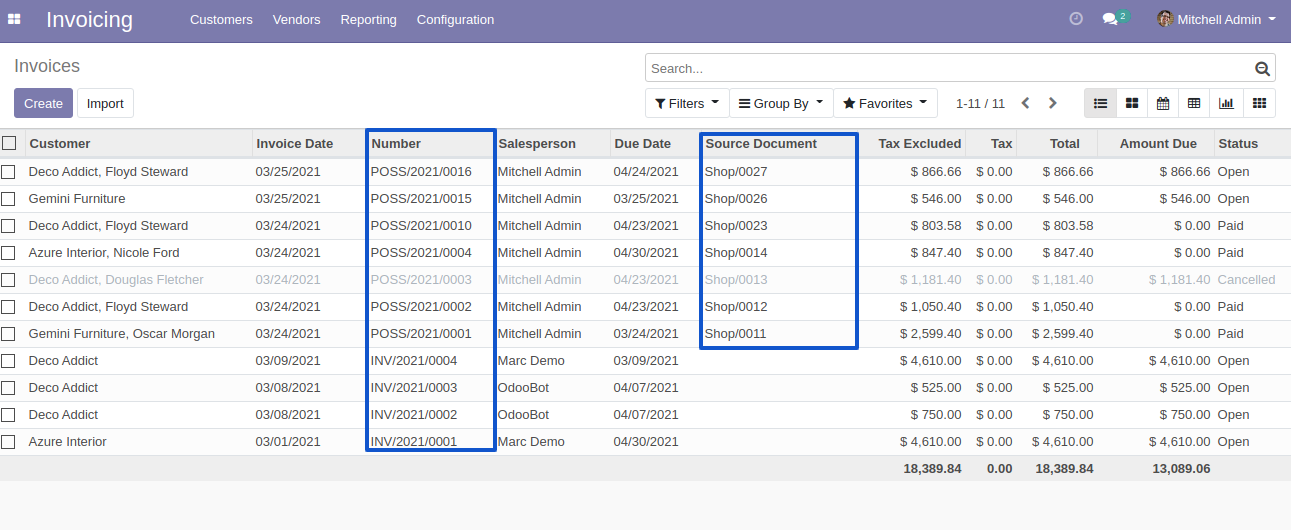 Invoicing Customers Vendors Reporting Configuration 2 Mitchell Admin
Invoices Search...
Create Import Filters Group By Favorites 1-11 / 11
Customer Invoice Date Number Salesperson Due Date Source Document Tax Excluded Tax Total Amount Due Status
Deco Addict, Floyd Steward 03/25/2021 POSS/2021/0016 Mitchell Admin 04/24/2021 Shop/0027 $ 866.66 $ 0.00 $ 866.66 $ 866.66 Open
Gemini Furniture 03/25/2021 POSS/2021/0015 Mitchell Admin 03/25/2021 Shop/0026 $ 546.00 $ 0.00 $ 546.00 $ 546.00 Open
Deco Addict, Floyd Steward 03/24/2021 POSS/2021/0010 Mitchell Admin 04/23/2021 Shop/0023 $ 803.58 $ 0.00 $ 803.58 $ 0.00 Paid
Azure Interior, Nicole Ford 03/24/2021 POSS/2021/0004 Mitchell Admin 04/30/2021 Shop/0014 $ 847.40 $ 0.00 $ 847.40 $ 0.00 Paid
Deco Addict, Douglas Fletcher 03/24/2021 POSS/2021/0003 Mitchell Admin 04/23/2021 Shop/0013 $ 1,181.40 $ 0.00 $ 1,181.40 $ 1,181.40 Cancelled
Deco Addict, Floyd Steward 03/24/2021 POSS/2021/0002 Mitchell Admin 04/23/2021 Shop/0012 $ 1,050.40 $ 0.00 $ 1,050.40 $ 0.00 Paid
Gemini Furniture, Oscar Morgan 03/24/2021 POSS/2021/0001 Mitchell Admin 03/24/2021 Shop/0011 $ 2,599.40 $ 0.00 $ 2,599.40 $ 0.00 Paid
Deco Addict 03/09/2021 INV/2021/0004 Marc Demo 03/09/2021 $ 4,610.00 $ 0.00 $ 4,610.00 $ 4,610.00 Open
Deco Addict 03/08/2021 INV/2021/0003 OdooBot 04/07/2021 $ 525.00 $ 0.00 $ 525.00 $ 525.00 Open
Deco Addict 03/08/2021 INV/2021/0002 OdooBot 04/07/2021 $ 750.00 $ 0.00 $ 750.00 $ 750.00 Open
Azure Interior 03/01/2021 INV/2021/0001 Marc Demo 04/30/2021 $ 4,610.00 $ 0.00 $ 4,610.00 $ 4,610.00 Open
18,389.84 0.00 18,389.84 13,089.06